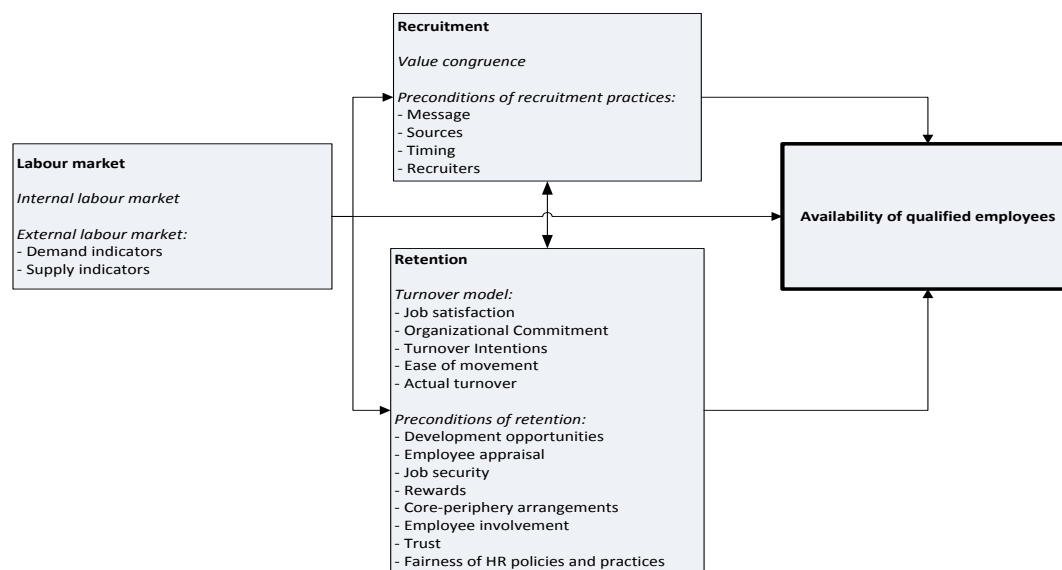 Recruitment
Value congruence
Preconditions of recruitment practices:
- Message
- Sources
- Timing
- Recruiters
Labour market
Internal labour market
External labour market:
- Demand indicators
- Supply indicators
Availability of qualified employees
Retention
Turnover model:
- Job satisfaction
- Organizational Commitment
- Turnover Intentions
- Ease of movement
- Actual turnover
Preconditions of retention:
- Development opportunities
- Employee appraisal
- Job security
- Rewards
- Core-periphery arrangements
- Employee involvement
- Trust
- Fairness of HR policies and practices